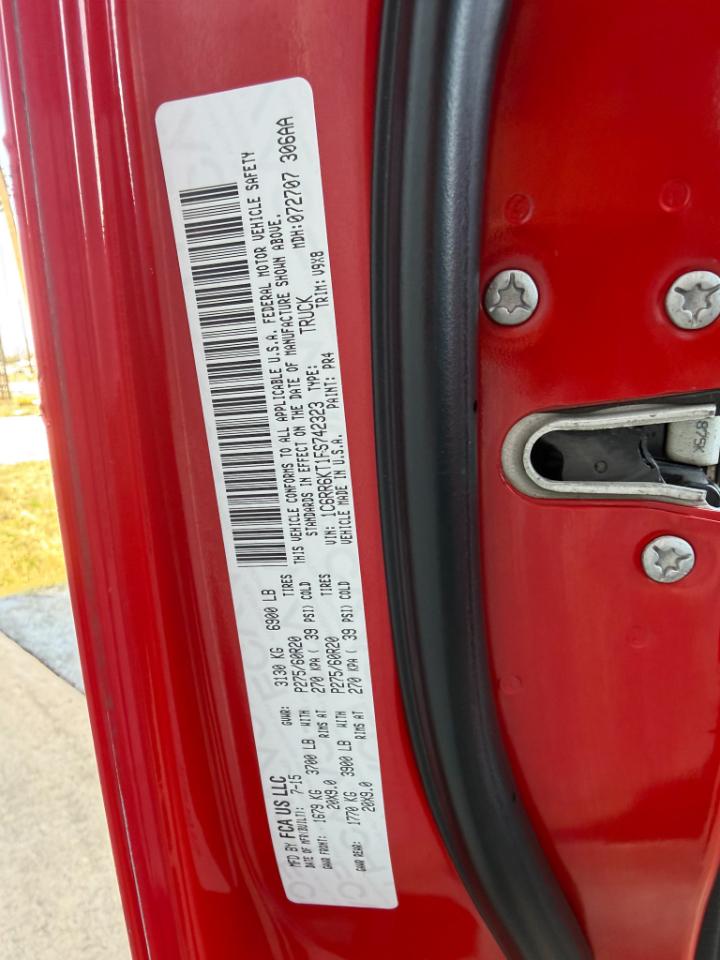 MFD BY FCA US LLC
DATE OF MFR(BUILT): 7-15 GVWR: 3130 KG 6900 LB
GAWR FRONT: 1679 KG 3700 LB WITH P275/60R20 TIRES
20X9.0 RIMS AT 270 KPA ( 39 PSI) COLD
GAWR REAR: 1770 KG 3900 LB WITH P275/60R20 TIRES
20X9.0 RIMS AT 270 KPA ( 39 PSI) COLD
THIS VEHICLE CONFORMS TO ALL APPLICABLE U.S.A. FEDERAL MOTOR VEHICLE SAFETY
STANDARDS IN EFFECT ON THE DATE OF MANUFACTURE SHOWN ABOVE.
VIN: 1C6RR6KT1FS742323 TYPE: TRUCK MDH:072707 306AA
VEHICLE MADE IN U.S.A. PAINT: PR4 TRIM: V9X8